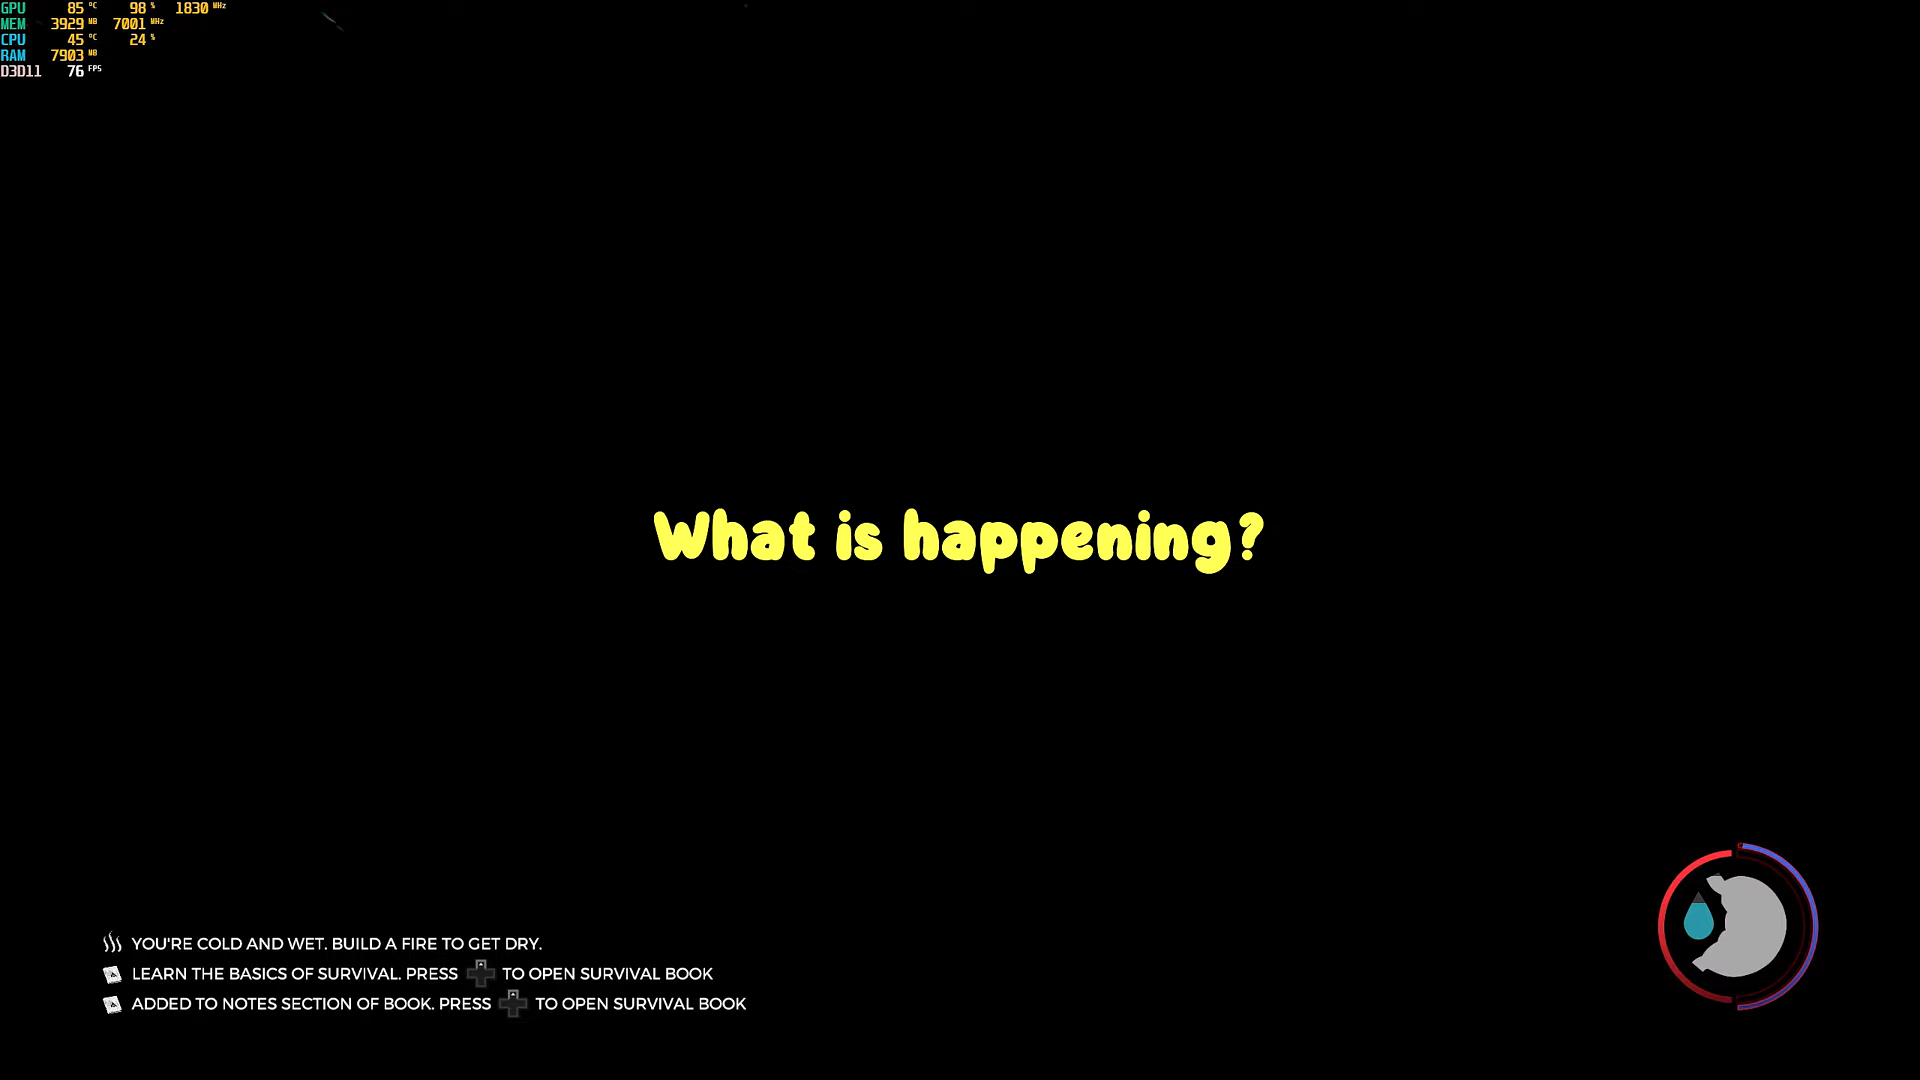 GPU 85 °C 98 % 1830 MHz
MEM 3929 MB 7001 MHz
CPU 45 °C 24 %
RAM 7903 MB
D3D11 76 FPS
What is happening?
YOU'RE COLD AND WET. BUILD A FIRE TO GET DRY.
LEARN THE BASICS OF SURVIVAL. PRESS TO OPEN SURVIVAL BOOK
ADDED TO NOTES SECTION OF BOOK. PRESS TO OPEN SURVIVAL BOOK